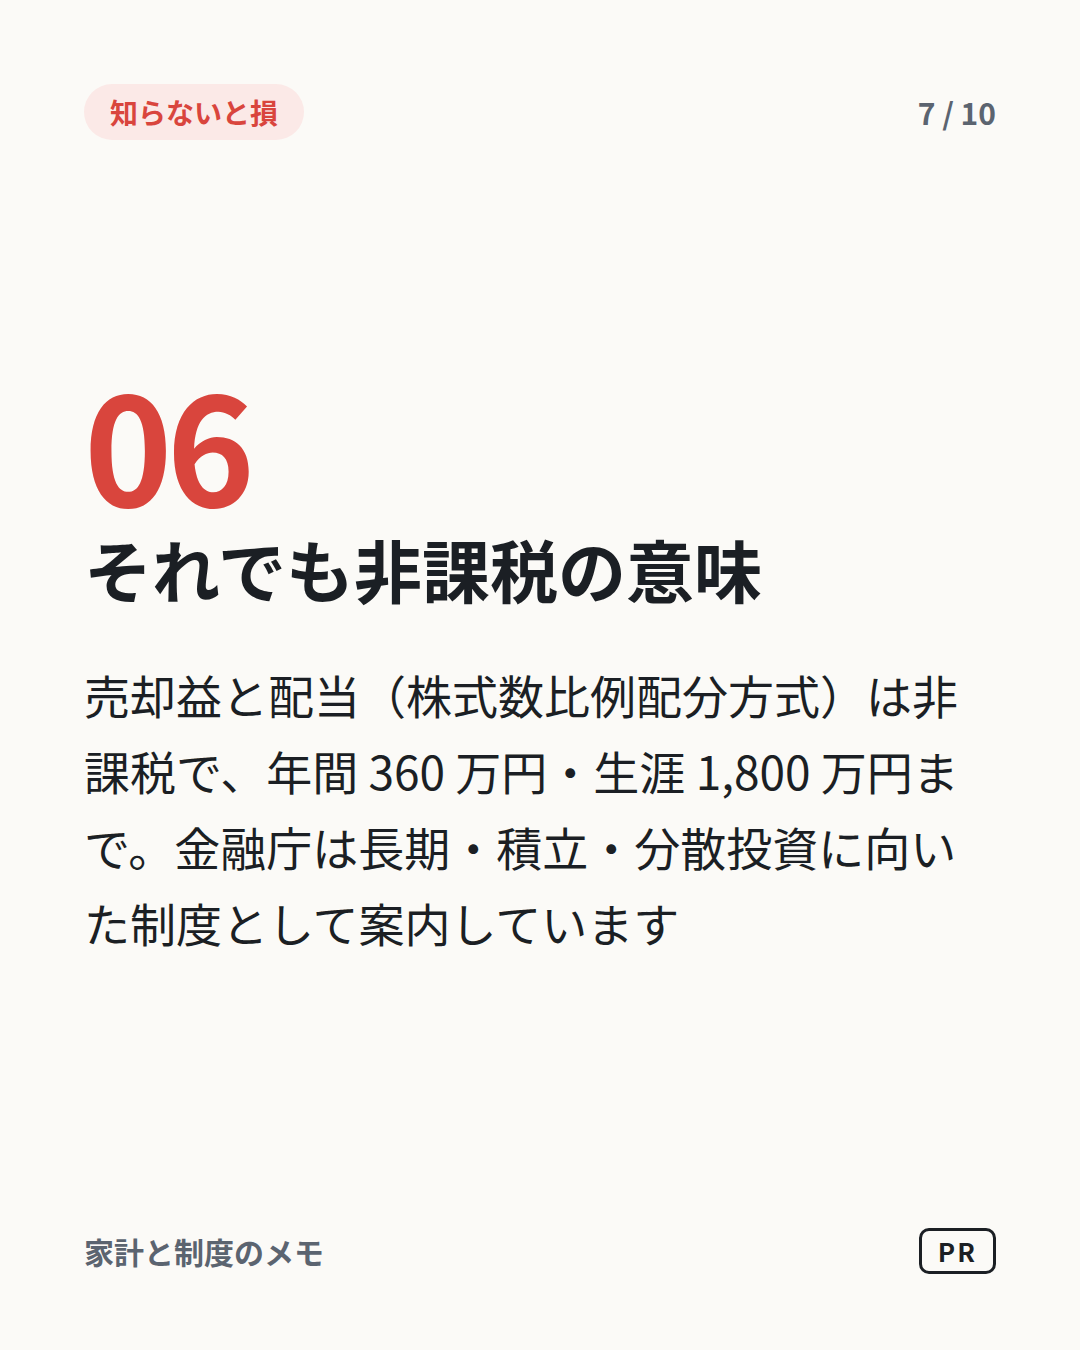 知らないと損
7 / 10
06
それでも非課税の意味
売却益と配当（株式数比例配分方式）は非
課税で、年間 360 万円・生涯 1,800 万円ま
で。金融庁は長期・積立・分散投資に向い
た制度として案内しています
家計と制度のメモ
PR